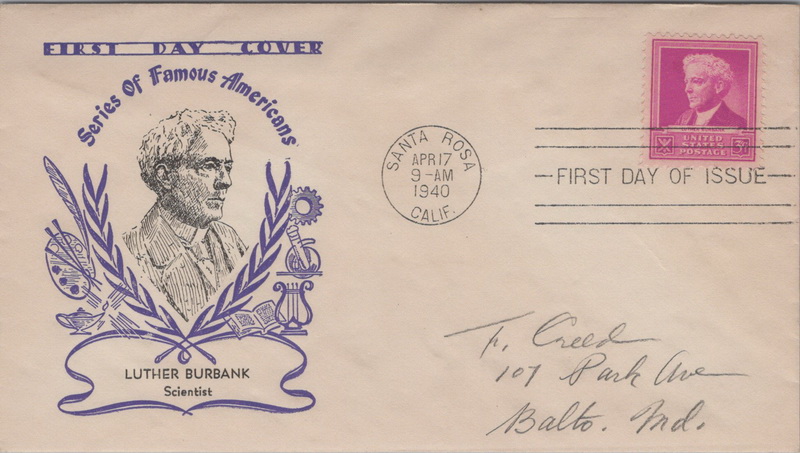 FIRST DAY COVER
Series Of Famous Americans
LUTHER BURBANK
Scientist
SANTA ROSA
APR 17
9-AM
1940
CALIF.
UNITED
STATES
POSTAGE
3¢
FIRST DAY OF ISSUE
F. Creed
107 Park Ave
Balto. Md.